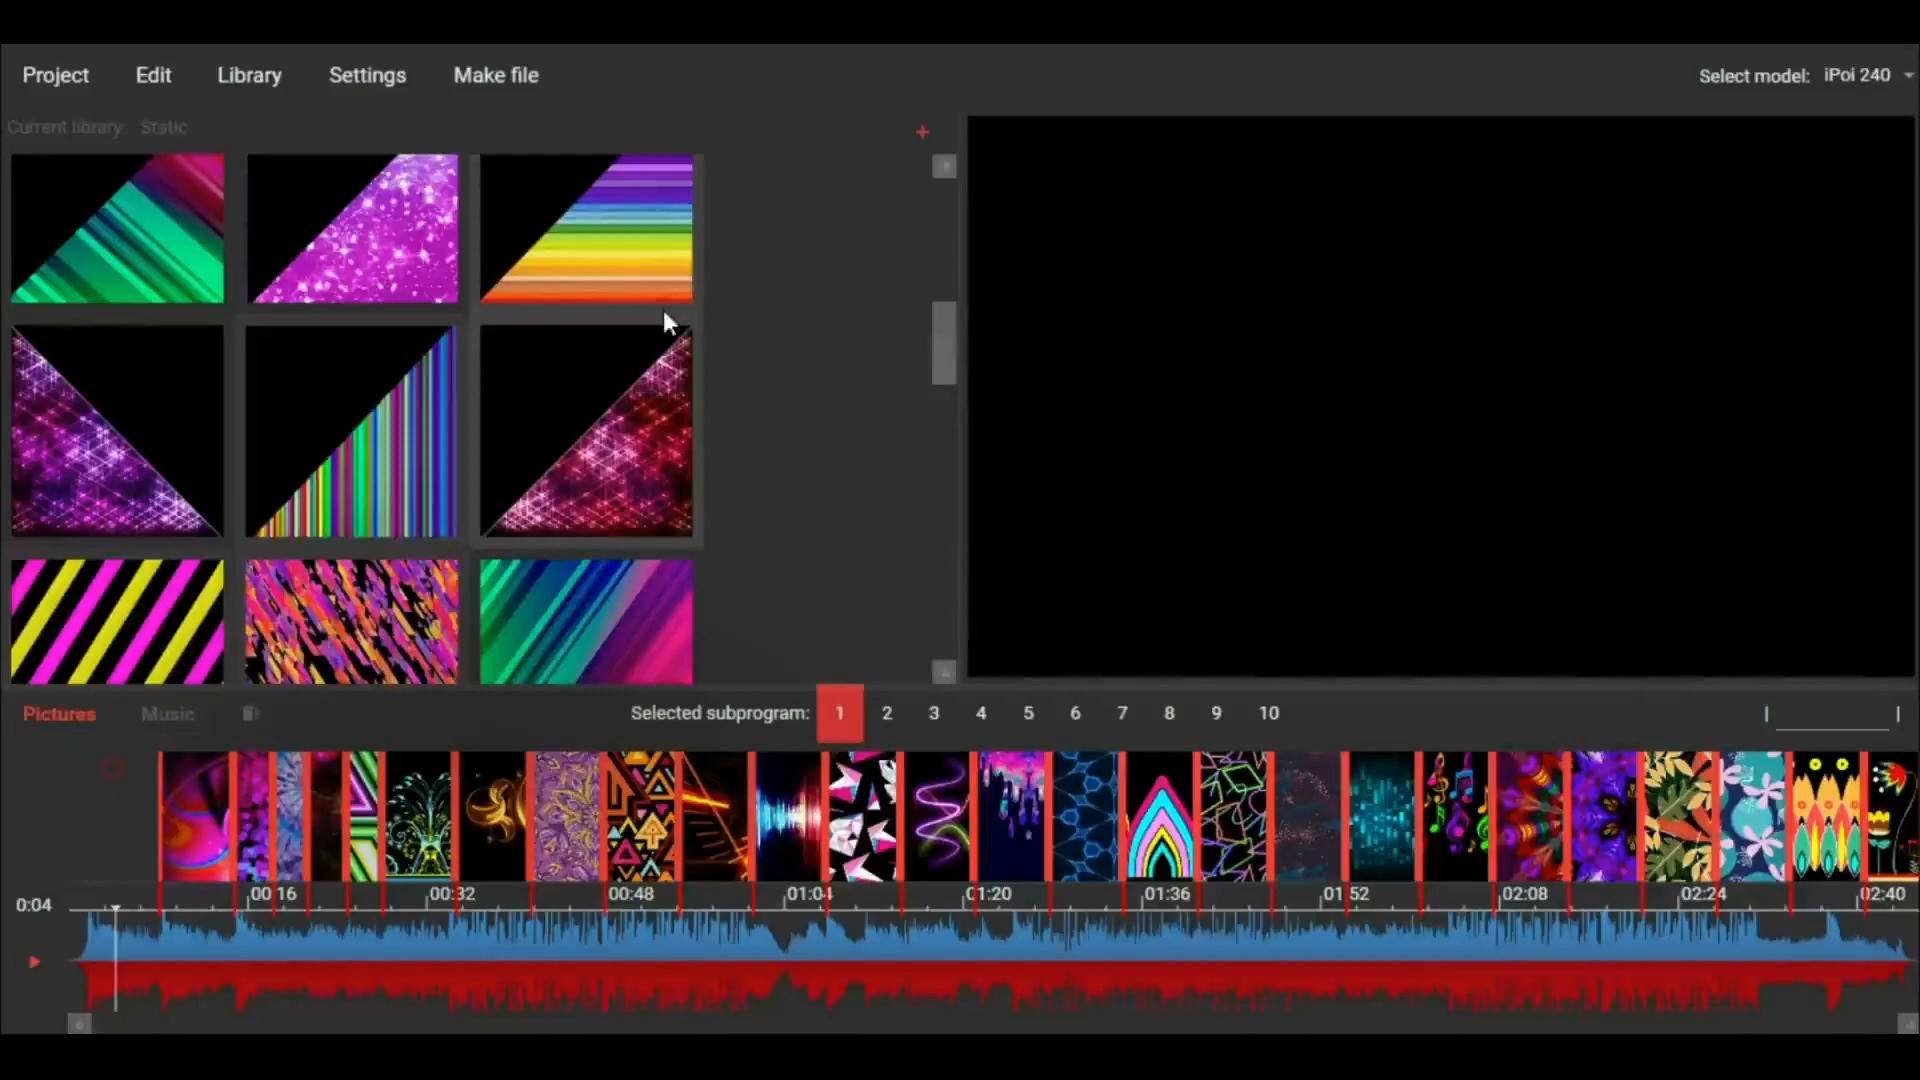 Project Edit Library Settings Make file
Select model: iPoi 240
Current library: Static
+
Pictures Music
Selected subprogram: 1 2 3 4 5 6 7 8 9 10
00:16 00:32 00:48 01:04 01:20 01:36 01:52 02:08 02:24 02:40
0:04